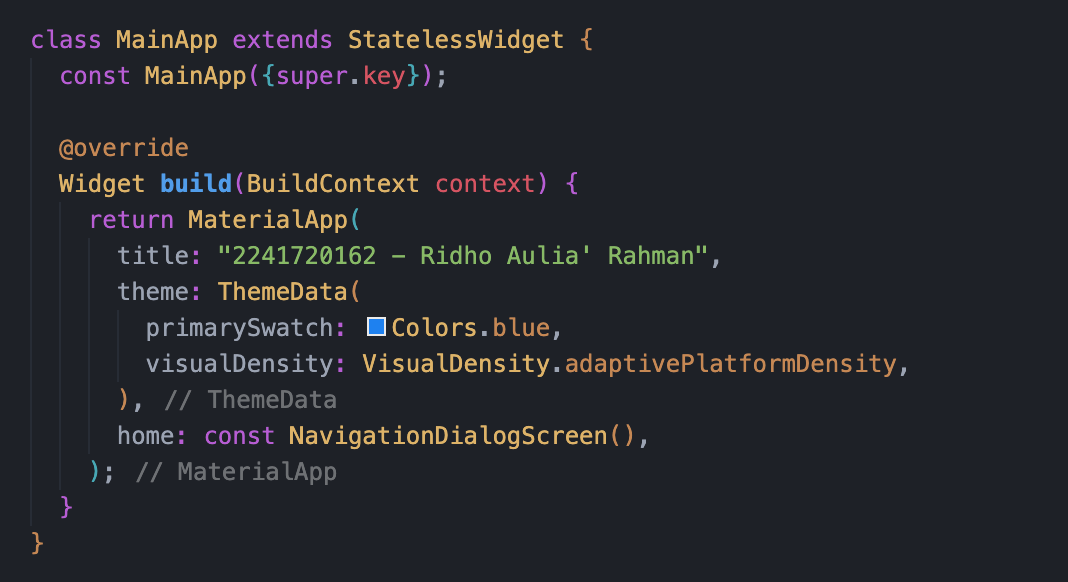 class MainApp extends StatelessWidget {
  const MainApp({super.key});

  @override
  Widget build(BuildContext context) {
    return MaterialApp(
      title: "2241720162 – Ridho Aulia' Rahman",
      theme: ThemeData(
        primarySwatch: Colors.blue,
        visualDensity: VisualDensity.adaptivePlatformDensity,
      ), // ThemeData
      home: const NavigationDialogScreen(),
    ); // MaterialApp
  }
}